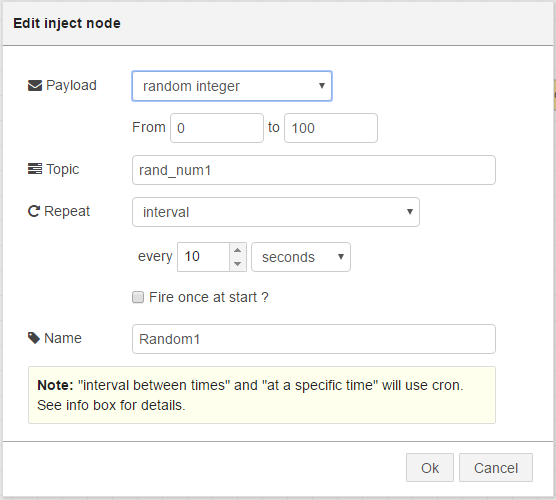 Edit inject node
Payload random integer
From 0 to 100
Topic rand_num1
Repeat interval
every 10 seconds
Fire once at start ?
Name Random1
Note: "interval between times" and "at a specific time" will use cron.
See info box for details.
Ok Cancel